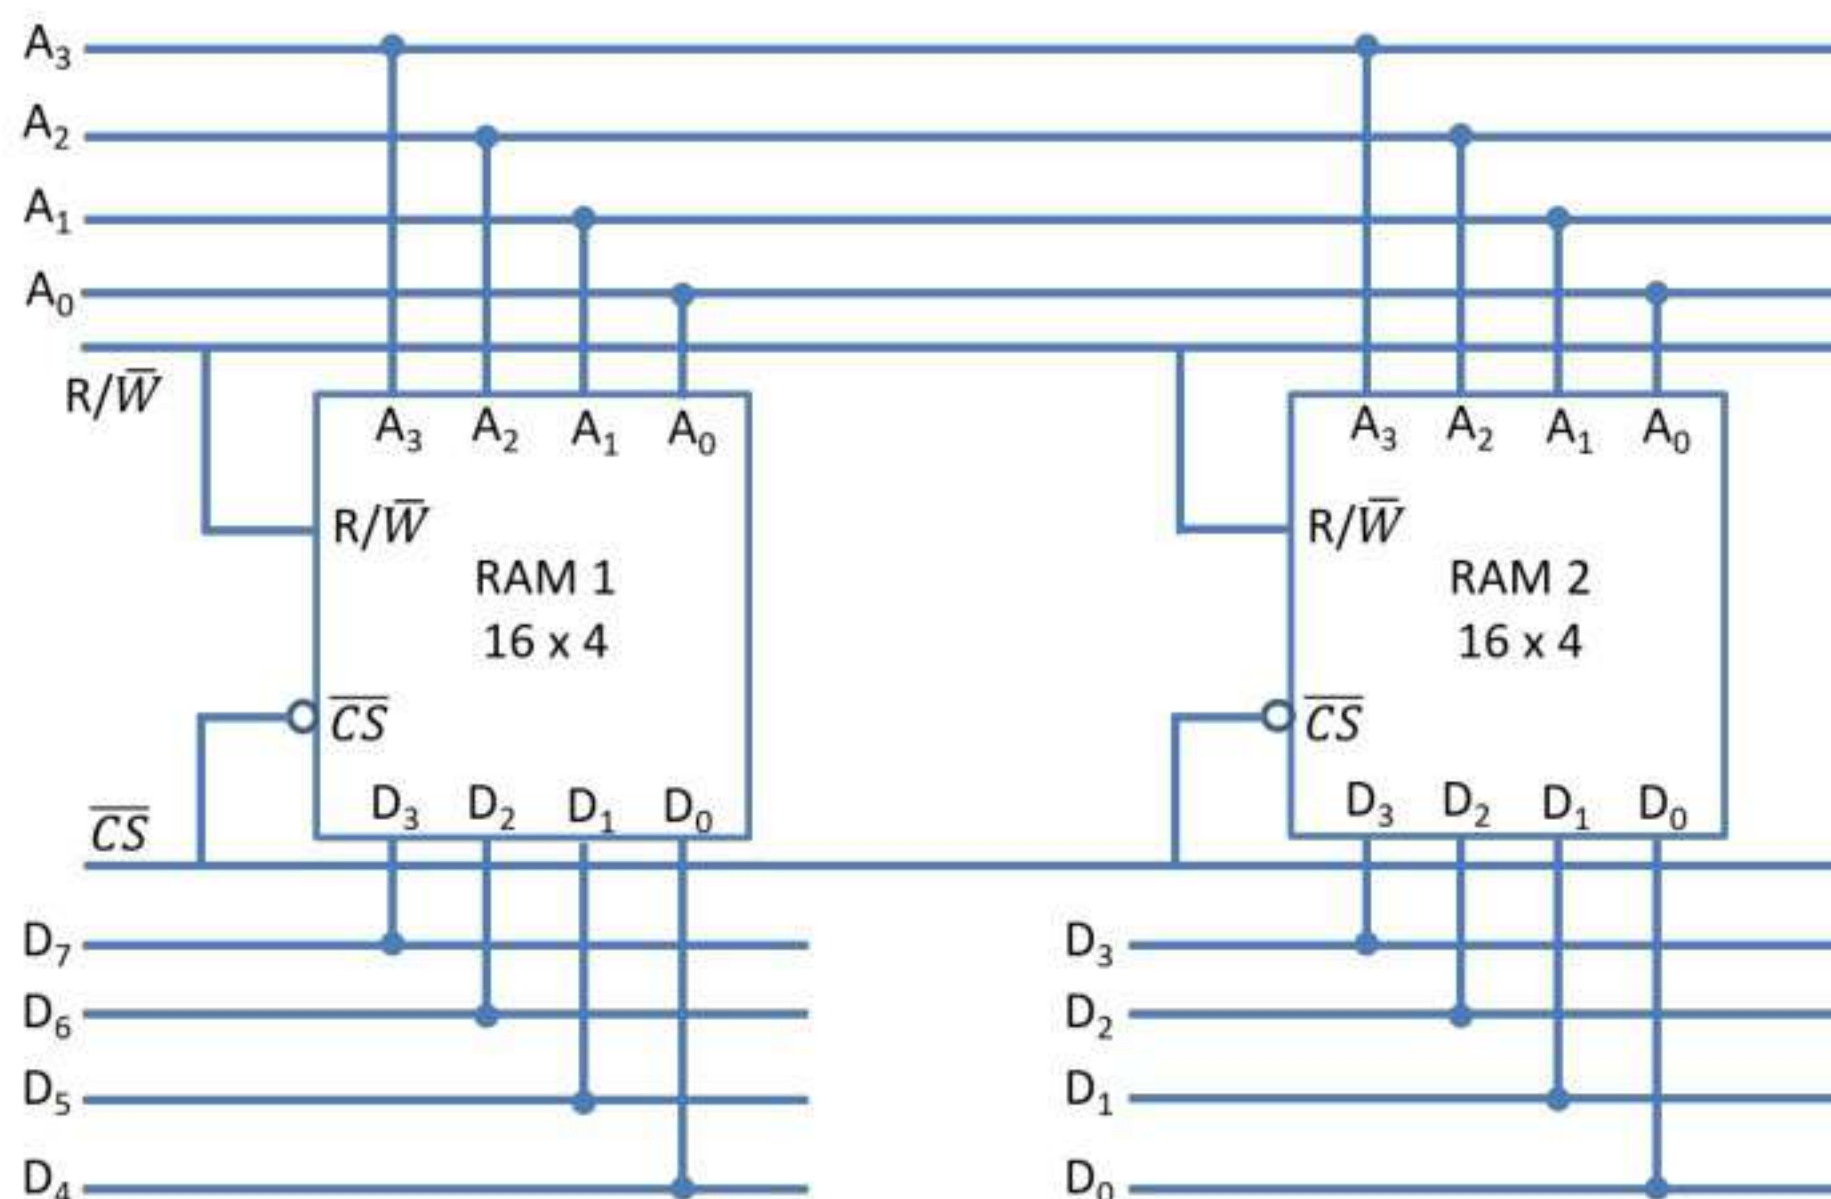 A₃
A₂
A₁
A₀
R/W̅
A₃ A₂ A₁ A₀
R/W̅
RAM 1
16 x 4
C̅S̅
D₃ D₂ D₁ D₀
A₃ A₂ A₁ A₀
R/W̅
RAM 2
16 x 4
C̅S̅
D₃ D₂ D₁ D₀
C̅S̅
D₇
D₆
D₅
D₄
D₃
D₂
D₁
D₀